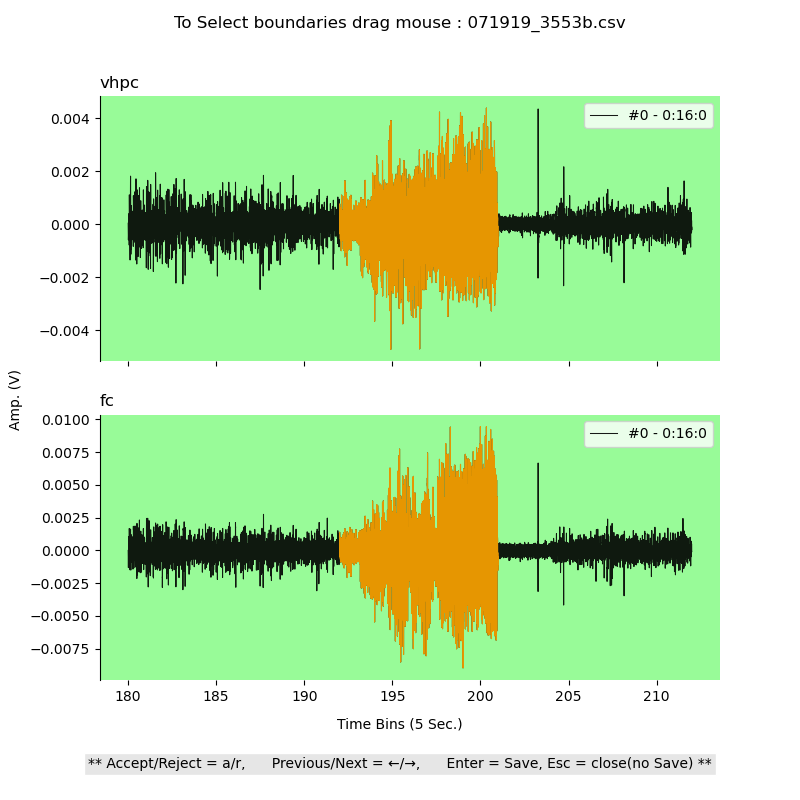 To Select boundaries drag mouse : 071919_3553b.csv
vhpc
#0 - 0:16:0
0.004
0.002
0.000
−0.002
−0.004
Amp. (V)
fc
#0 - 0:16:0
0.0100
0.0075
0.0050
0.0025
0.0000
−0.0025
−0.0050
−0.0075
180 185 190 195 200 205 210
Time Bins (5 Sec.)
** Accept/Reject = a/r, Previous/Next = ←/→, Enter = Save, Esc = close(no Save) **